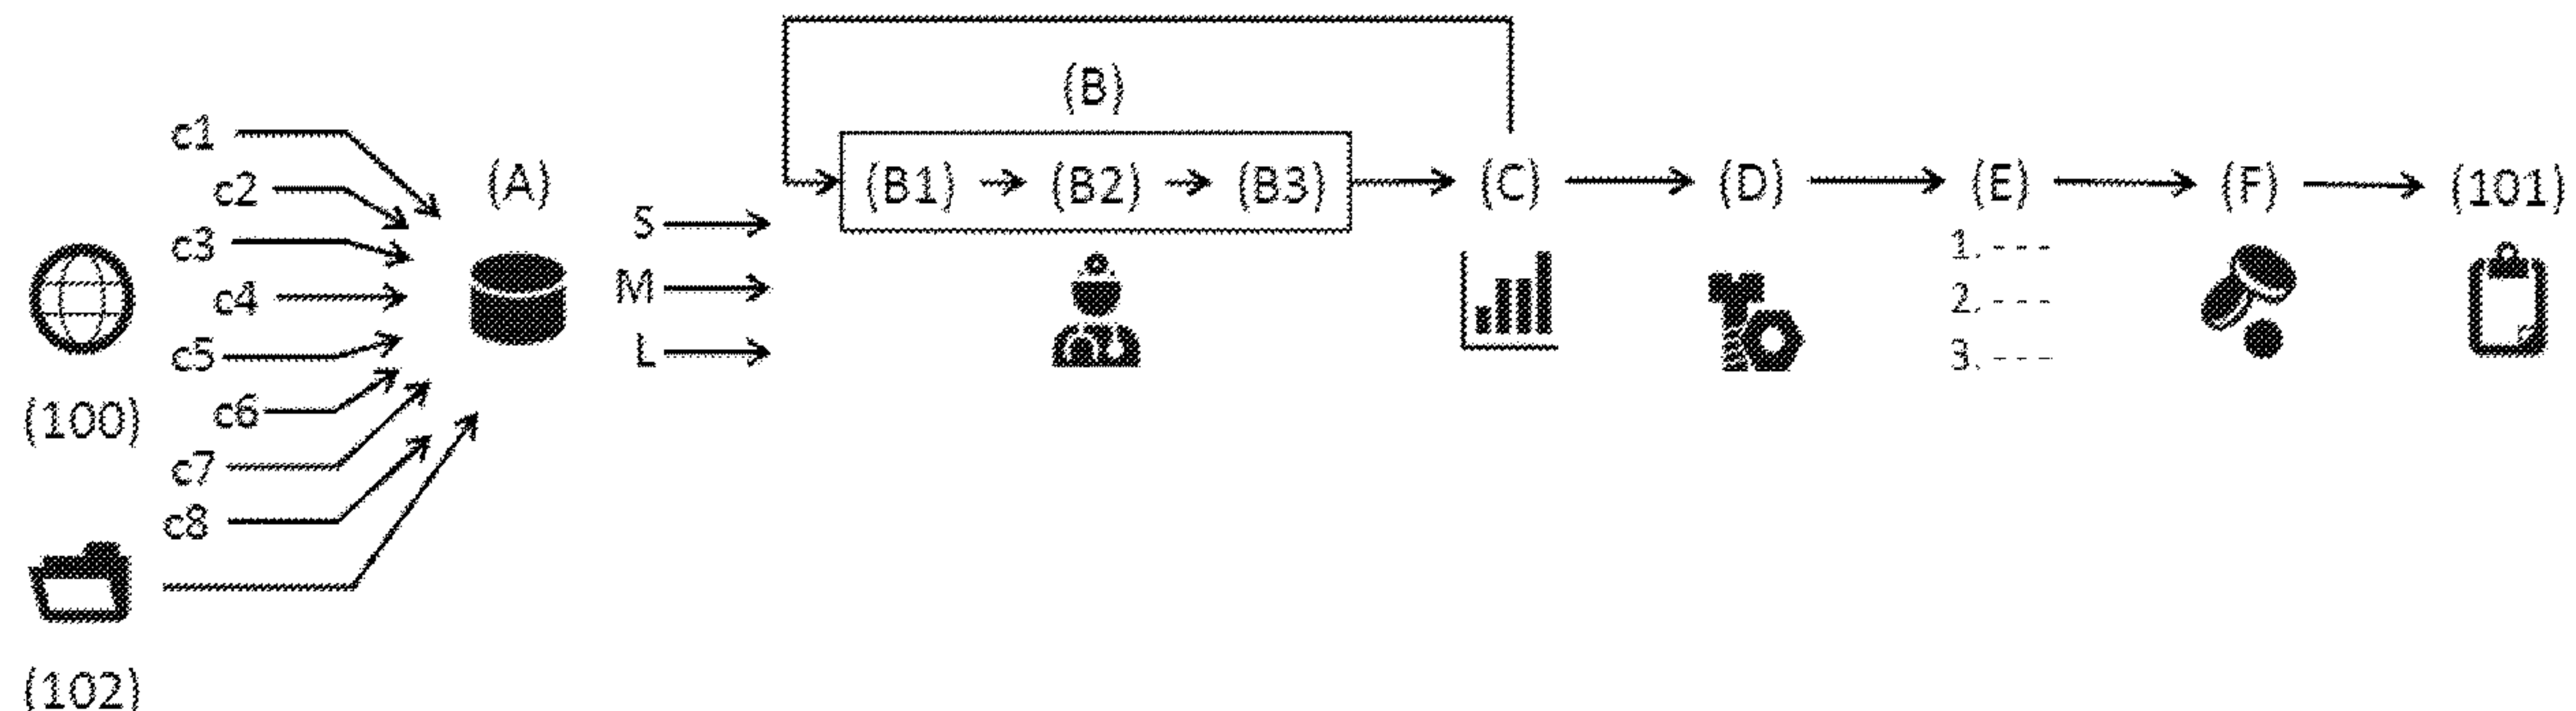 (B)
c1
(A)
(B1) (B2) (B3) (C) (D) (E) (F) (101)
c2
S
c3
1. - - -
M
c4
2. - - -
L
c5
3. - - -
c6
(100)
c7
c8
(102)